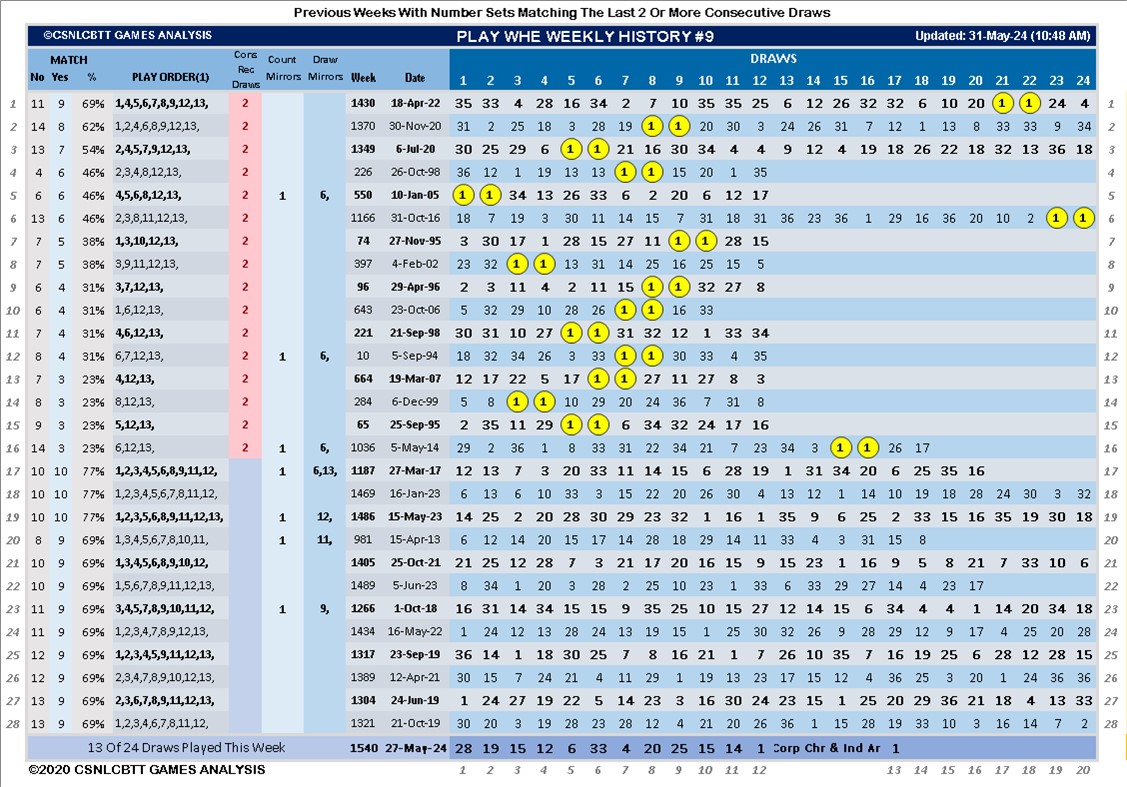 Previous Weeks With Number Sets Matching The Last 2 Or More Consecutive Draws
©CSNLCBTT GAMES ANALYSIS PLAY WHE WEEKLY HISTORY #9 Updated: 31-May-24 (10:48 AM)
MATCH Cons Rec Draws Count Mirrors Draw Mirrors DRAWS
No Yes % PLAY ORDER(1) Week Date 1 2 3 4 5 6 7 8 9 10 11 12 13 14 15 16 17 18 19 20 21 22 23 24
1 11 9 69% 1,4,5,6,7,8,9,12,13, 2 1430 18-Apr-22 35 33 4 28 16 34 2 7 10 35 35 25 6 12 26 32 32 6 10 20 1 1 24 4 1
2 14 8 62% 1,2,4,6,8,9,12,13, 2 1370 30-Nov-20 31 2 25 18 3 28 19 1 1 20 30 3 24 26 31 7 12 1 13 8 33 33 9 34 2
3 13 7 54% 2,4,5,7,9,12,13, 2 1349 6-Jul-20 30 25 29 6 1 1 21 16 30 34 4 4 9 12 4 19 18 26 22 18 32 13 36 18 3
4 4 6 46% 2,3,4,8,12,13, 2 226 26-Oct-98 36 12 1 19 13 13 1 1 15 20 1 35 4
5 6 6 46% 4,5,6,8,12,13, 2 1 6, 550 10-Jan-05 1 1 34 13 26 33 6 2 20 6 12 17 5
6 13 6 46% 2,3,8,11,12,13, 2 1166 31-Oct-16 18 7 19 3 30 11 14 15 7 31 18 31 36 23 36 1 29 16 36 20 10 2 1 1 6
7 7 5 38% 1,3,10,12,13, 2 74 27-Nov-95 3 30 17 1 28 15 27 11 1 1 28 15 7
8 7 5 38% 3,9,11,12,13, 2 397 4-Feb-02 23 32 1 1 13 31 14 25 16 25 15 5 8
9 6 4 31% 3,7,12,13, 2 96 29-Apr-96 2 3 11 4 2 11 15 1 1 32 27 8 9
10 6 4 31% 1,6,12,13, 2 643 23-Oct-06 5 32 29 10 28 26 1 1 16 33 10
11 7 4 31% 4,6,12,13, 2 221 21-Sep-98 30 31 10 27 1 1 31 32 12 1 33 34 11
12 8 4 31% 6,7,12,13, 2 1 6, 10 5-Sep-94 18 32 34 26 3 33 1 1 30 33 4 35 12
13 7 3 23% 4,12,13, 2 664 19-Mar-07 12 17 22 5 17 1 1 27 11 27 8 3 13
14 8 3 23% 8,12,13, 2 284 6-Dec-99 5 8 1 1 10 29 20 24 36 7 31 8 14
15 9 3 23% 5,12,13, 2 65 25-Sep-95 2 35 11 29 1 1 6 34 32 24 17 16 15
16 14 3 23% 6,12,13, 2 1 6, 1036 5-May-14 29 2 36 1 8 33 31 22 34 21 7 23 34 3 1 1 26 18 16
17 10 10 77% 1,2,3,4,5,6,8,9,11,12, 1 6,13, 1187 27-Mar-17 12 13 7 3 20 33 11 14 15 6 28 19 1 31 34 20 6 25 35 16 17
18 10 10 77% 1,2,3,4,5,6,7,8,11,12, 1469 16-Jan-23 6 13 6 10 33 3 15 22 20 26 30 4 13 12 1 14 10 19 18 28 24 30 3 32 18
19 10 10 77% 1,2,3,5,6,8,9,11,12,13, 1 12, 1486 15-May-23 14 25 2 20 28 30 29 23 32 1 16 1 35 9 6 25 2 33 15 16 35 19 30 18 19
20 8 9 69% 1,3,4,5,6,7,8,10,11, 1 11, 981 15-Apr-13 6 12 14 20 15 17 14 28 18 29 14 11 33 4 3 31 15 8 20
21 10 9 69% 1,3,4,5,6,8,9,10,12, 1405 25-Oct-21 21 25 12 28 7 3 21 17 20 16 15 9 15 23 1 16 9 5 8 21 7 33 10 6 21
22 10 9 69% 1,5,6,7,8,9,11,12,13, 1489 5-Jun-23 8 34 1 20 3 28 2 25 10 23 1 33 6 33 29 27 14 4 23 17 22
23 11 9 69% 3,4,5,7,8,9,10,11,12, 1 9, 1266 1-Oct-18 16 31 14 34 15 15 9 35 25 10 15 27 12 14 15 6 34 4 4 1 14 20 34 18 23
24 11 9 69% 1,2,3,4,7,8,9,12,13, 1434 16-May-22 1 24 12 13 28 24 13 19 15 1 25 30 32 26 9 28 29 12 9 17 4 25 20 28 24
25 12 9 69% 1,2,3,4,5,9,11,12,13, 1317 23-Sep-19 36 14 1 18 30 25 7 8 16 21 1 7 26 10 35 7 16 19 25 6 28 12 28 15 25
26 12 9 69% 2,3,4,7,8,9,10,12,13, 1389 12-Apr-21 30 15 7 24 21 4 11 29 1 19 13 23 17 15 12 4 36 25 3 20 1 24 36 36 26
27 13 9 69% 2,3,6,7,8,9,11,12,13, 1304 24-Jun-19 1 24 27 19 22 5 14 23 3 16 30 24 23 15 1 25 20 29 36 21 18 4 13 33 27
28 13 9 69% 1,2,3,4,6,7,8,11,12, 1321 21-Oct-19 30 20 3 19 28 23 28 12 4 21 20 26 36 1 15 28 19 33 10 3 16 14 7 2 28
13 Of 24 Draws Played This Week 1540 27-May-24 28 19 15 12 6 33 4 20 25 15 14 1 Corp Chr & Ind Ar 1
©2020 CSNLCBTT GAMES ANALYSIS 1 2 3 4 5 6 7 8 9 10 11 12 13 14 15 16 17 18 19 20